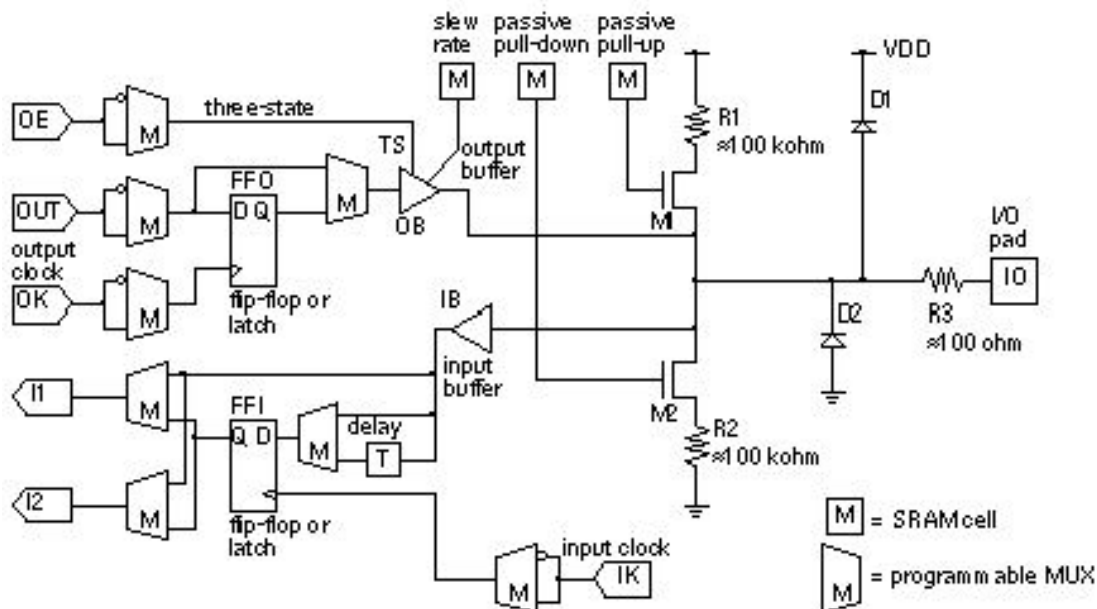 slew rate
passive pull-down
passive pull-up
M
M
M
VDD
D1
R1
≈100 kohm
OE
M
three-state
TS
output buffer
OUT
M
FFO
D Q
M
OB
M1
I/O pad
IO
output clock
OK
M
flip-flop or latch
IB
D2
R3
≈100 ohm
input buffer
I1
M
FFI
Q D
M
delay
T
M2
R2
≈100 kohm
I2
M
flip-flop or latch
input clock
M
IK
M = SRAM cell
M = programmable MUX